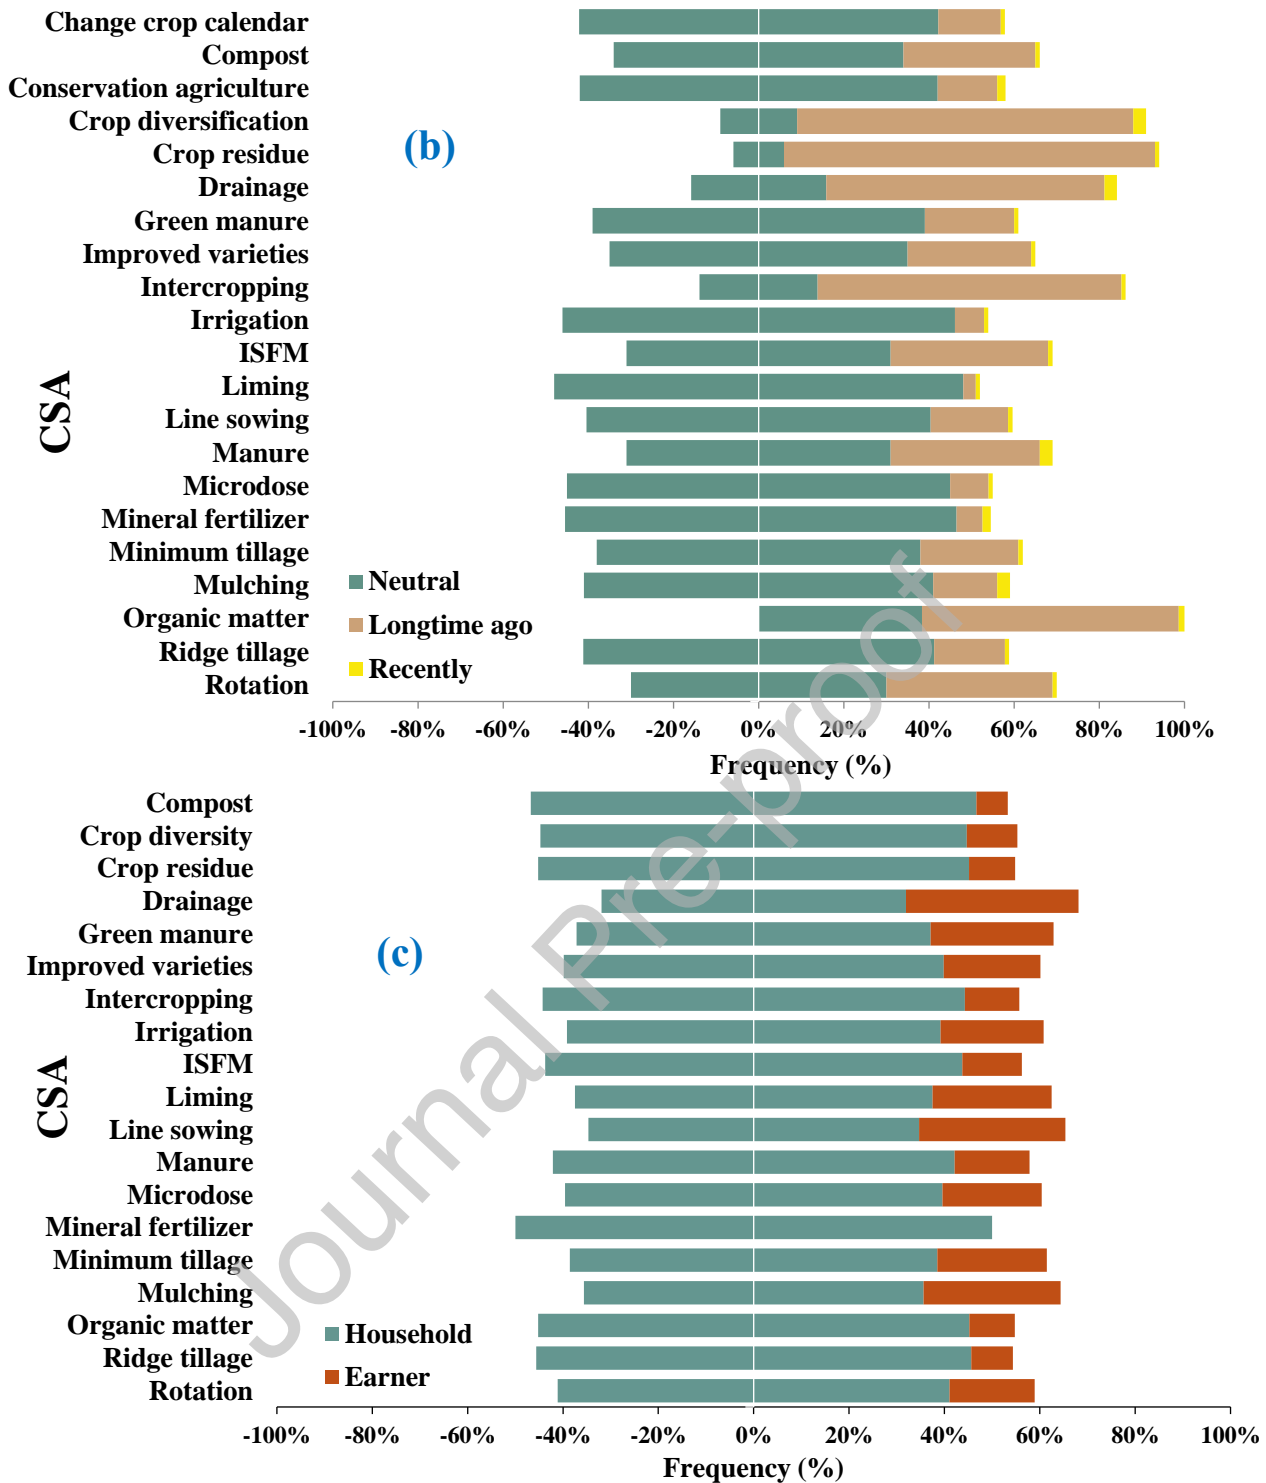 Change crop calendar
Compost
Conservation agriculture
Crop diversification
(b)
Crop residue
Drainage
Green manure
Improved varieties
Intercropping
Irrigation
ISFM
Liming
CSA
Line sowing
Manure
Microdose
Mineral fertilizer
Minimum tillage
Mulching
Neutral
Organic matter
Longtime ago
Ridge tillage
Recently
Rotation
-100% -80% -60% -40% -20% 0% 20% 40% 60% 80% 100%
Frequency (%)
Compost
Crop diversity
Crop residue
Drainage
Green manure
(c)
Improved varieties
Intercropping
Irrigation
ISFM
Liming
CSA
Line sowing
Manure
Microdose
Mineral fertilizer
Minimum tillage
Mulching
Organic matter
Household
Ridge tillage
Earner
Rotation
-100% -80% -60% -40% -20% 0% 20% 40% 60% 80% 100%
Frequency (%)
Journal Pre-proof